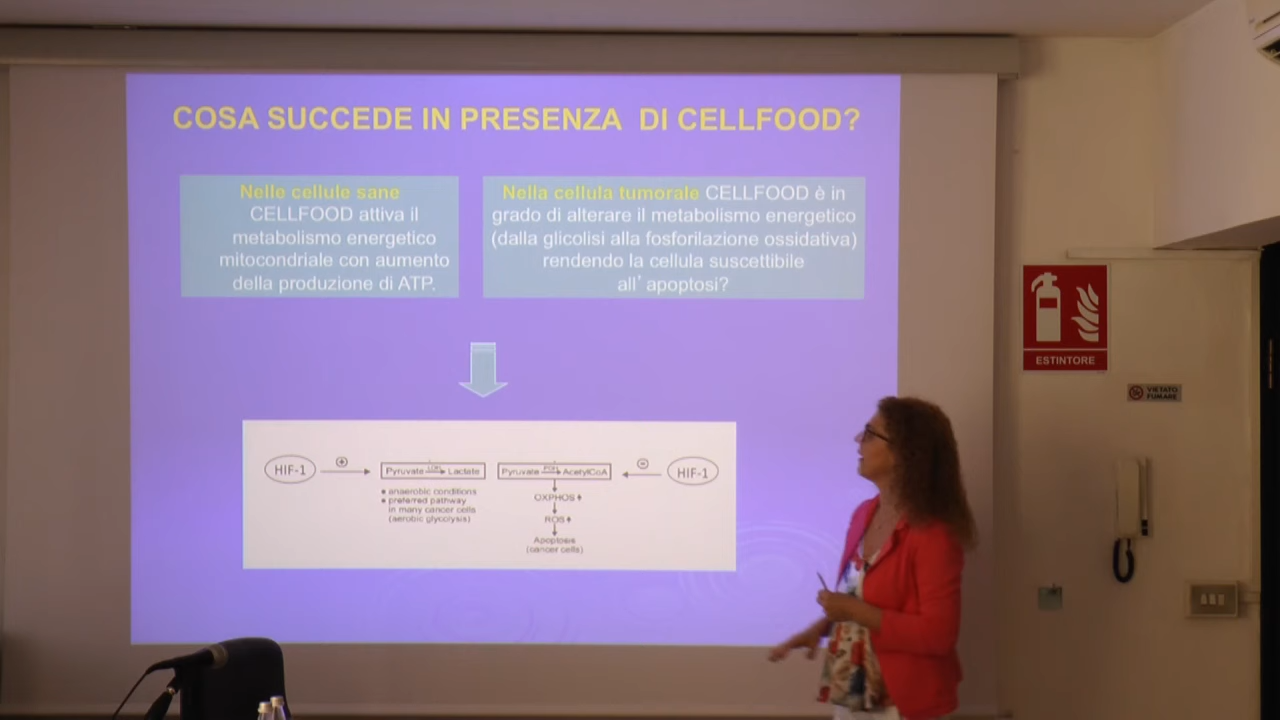 COSA SUCCEDE IN PRESENZA DI CELLFOOD?
Nelle cellule sane
CELLFOOD attiva il
metabolismo energetico
mitocondriale con aumento
della produzione di ATP.
Nella cellula tumorale CELLFOOD è in
grado di alterare il metabolismo energetico
(dalla glicolisi alla fosforilazione ossidativa)
rendendo la cellula suscettibile
all' apoptosi?
HIF-1
Pyruvate LDH Lactate
• anaerobic conditions
• preferred pathway
in many cancer cells
(aerobic glycolysis)
Pyruvate PDH AcetylCoA
HIF-1
OXPHOS
ROS
Apoptosis
(cancer cells)
ESTINTORE
VIETATO
FUMARE